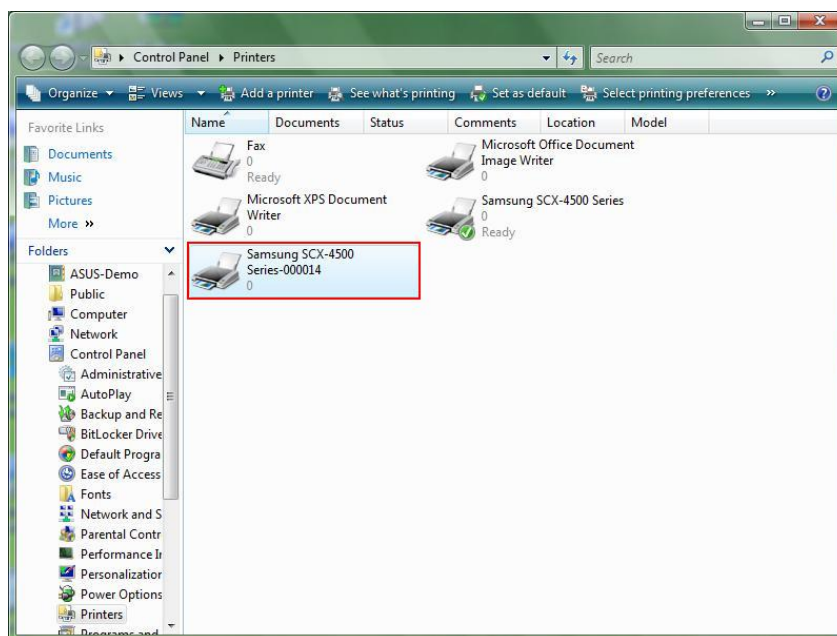 Control Panel ▸ Printers
Search
Organize Views Add a printer See what's printing Set as default Select printing preferences »
Favorite Links
Documents
Music
Pictures
More »
Folders
ASUS-Demo
Public
Computer
Network
Control Panel
Administrative
AutoPlay
Backup and Re
BitLocker Drive
Default Progra
Ease of Access
Fonts
Network and S
Parental Contr
Performance Ir
Personalization
Power Options
Printers
Programs and
Name Documents Status Comments Location Model
Fax
0
Ready
Microsoft Office Document
Image Writer
0
Microsoft XPS Document
Writer
0
Samsung SCX-4500 Series
0
Ready
Samsung SCX-4500
Series-000014
0